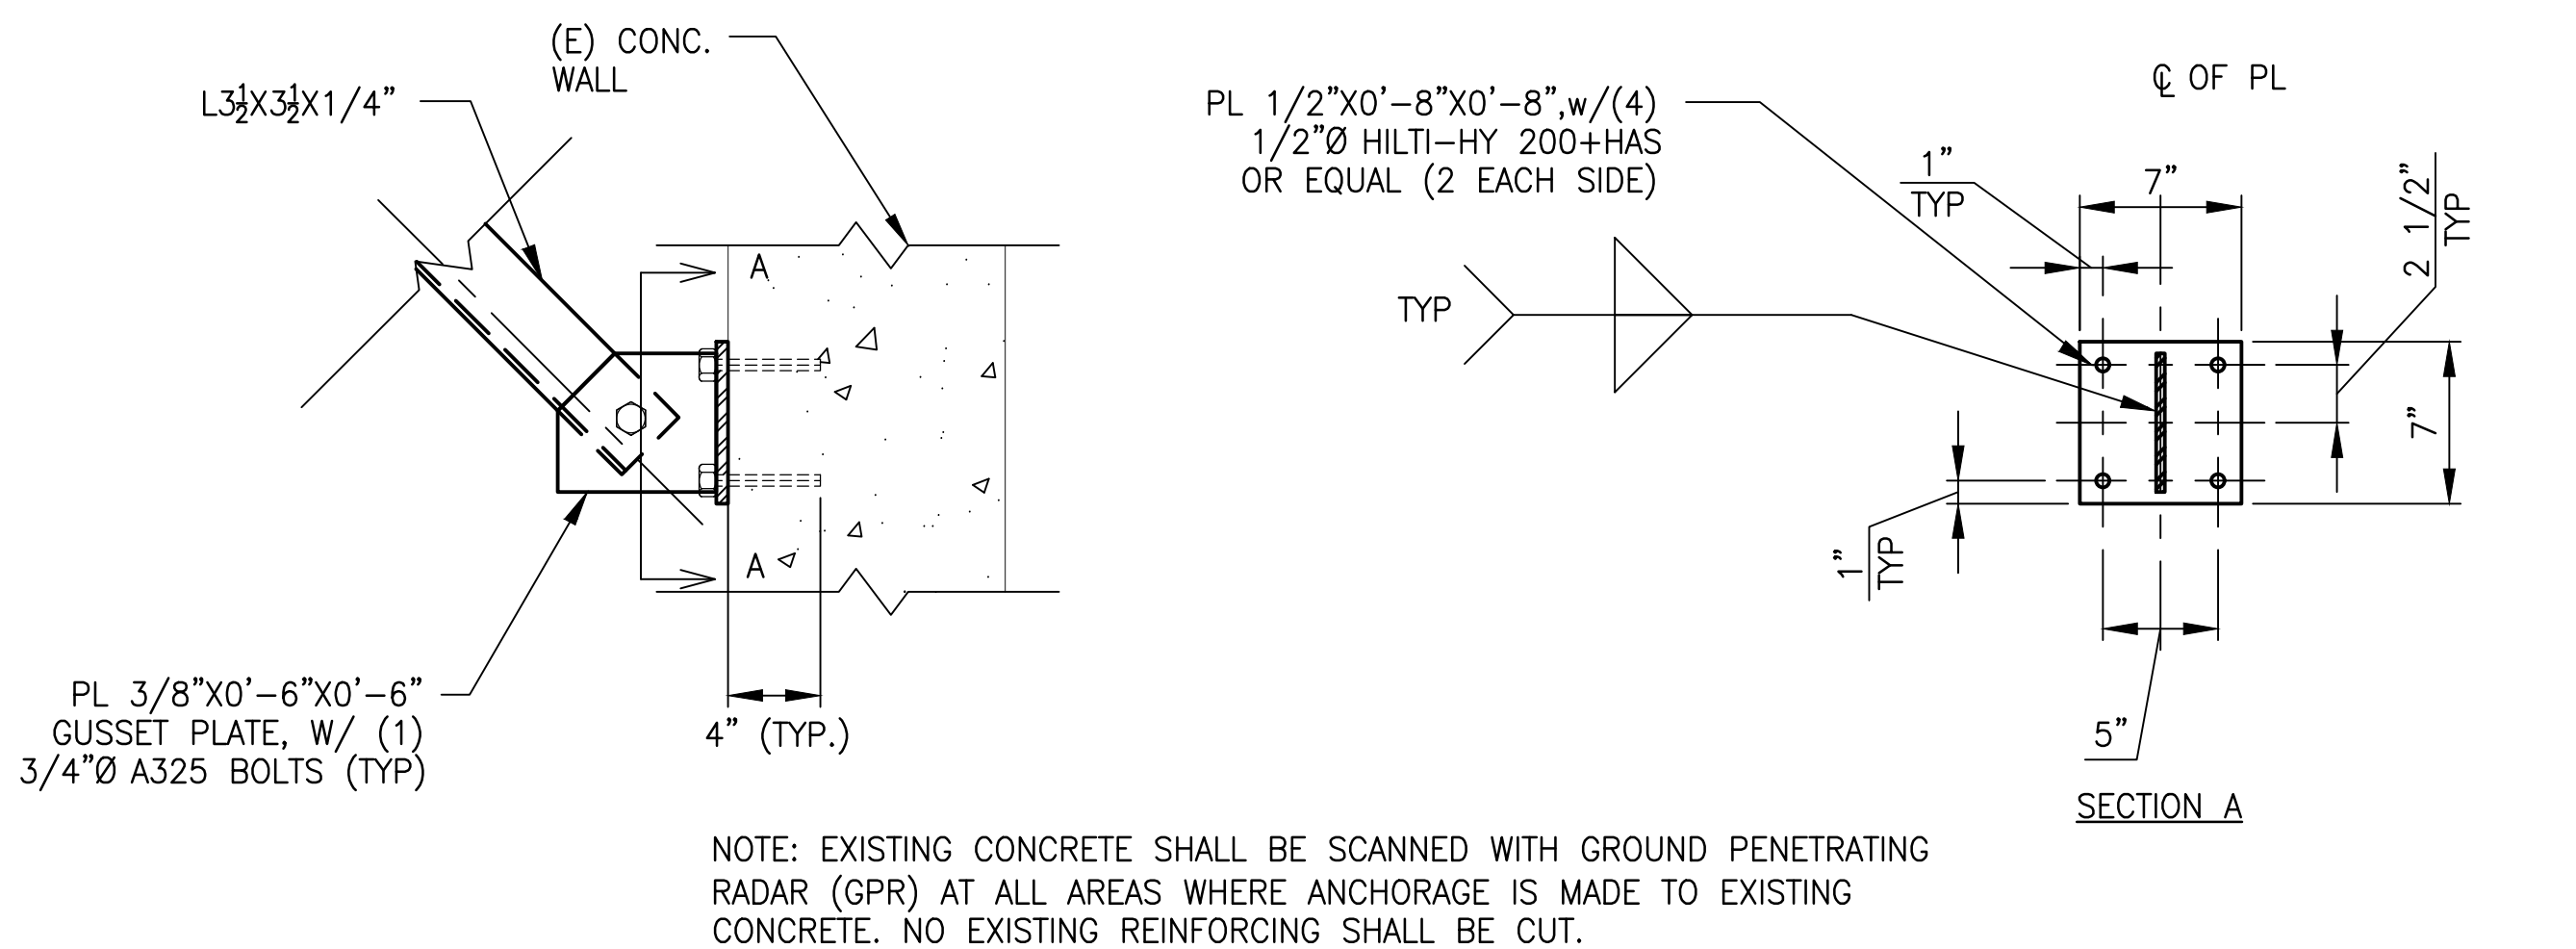 (E) CONC.
WALL
L3½X3½X1/4”
A
A
PL 3/8”X0’-6”X0’-6”
GUSSET PLATE, W/ (1)
3/4”Ø A325 BOLTS (TYP)
4” (TYP.)
PL 1/2”X0’-8”X0’-8”,w/(4)
1/2”Ø HILTI-HY 200+HAS
OR EQUAL (2 EACH SIDE)
TYP
℄ OF PL
1”
TYP
7”
2 1/2”
TYP
7”
1”
TYP
5”
SECTION A
NOTE: EXISTING CONCRETE SHALL BE SCANNED WITH GROUND PENETRATING
RADAR (GPR) AT ALL AREAS WHERE ANCHORAGE IS MADE TO EXISTING
CONCRETE. NO EXISTING REINFORCING SHALL BE CUT.